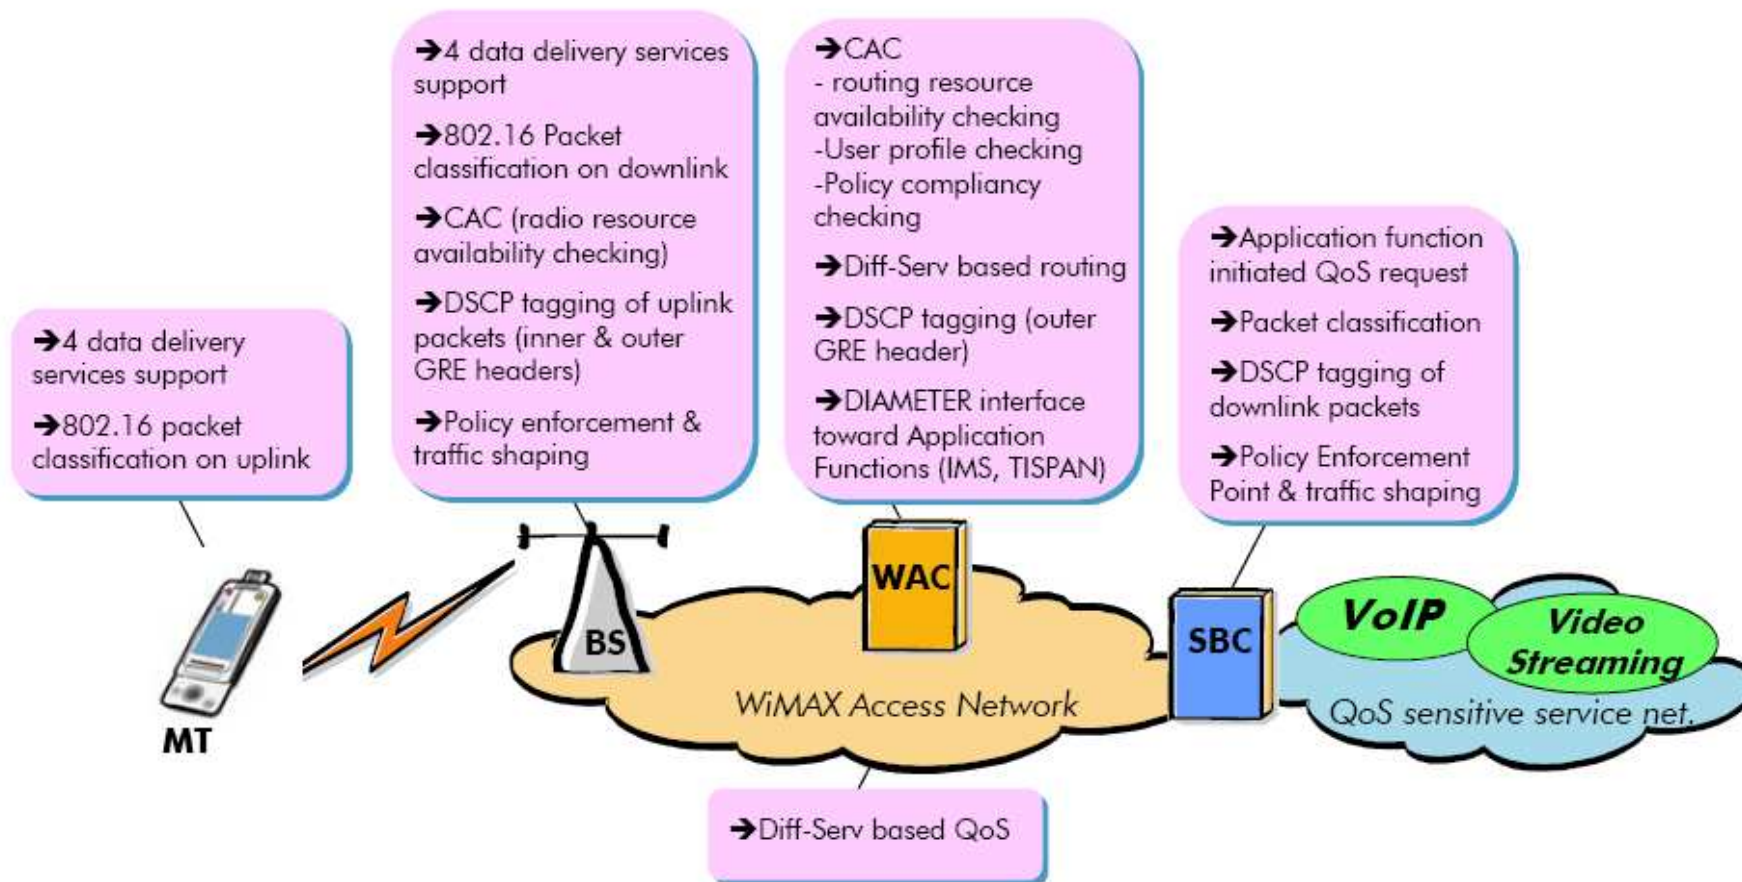 ➔4 data delivery
services support
➔802.16 packet
classification on uplink
➔4 data delivery services
support
➔802.16 Packet
classification on downlink
➔CAC (radio resource
availability checking)
➔DSCP tagging of uplink
packets (inner & outer
GRE headers)
➔Policy enforcement &
traffic shaping
➔CAC
- routing resource
availability checking
-User profile checking
-Policy compliancy
checking
➔Diff-Serv based routing
➔DSCP tagging (outer
GRE header)
➔DIAMETER interface
toward Application
Functions (IMS, TISPAN)
➔Application function
initiated QoS request
➔Packet classification
➔DSCP tagging of
downlink packets
➔Policy Enforcement
Point & traffic shaping
MT
BS
WAC
SBC
VoIP
Video
Streaming
WiMAX Access Network
QoS sensitive service net.
➔Diff-Serv based QoS